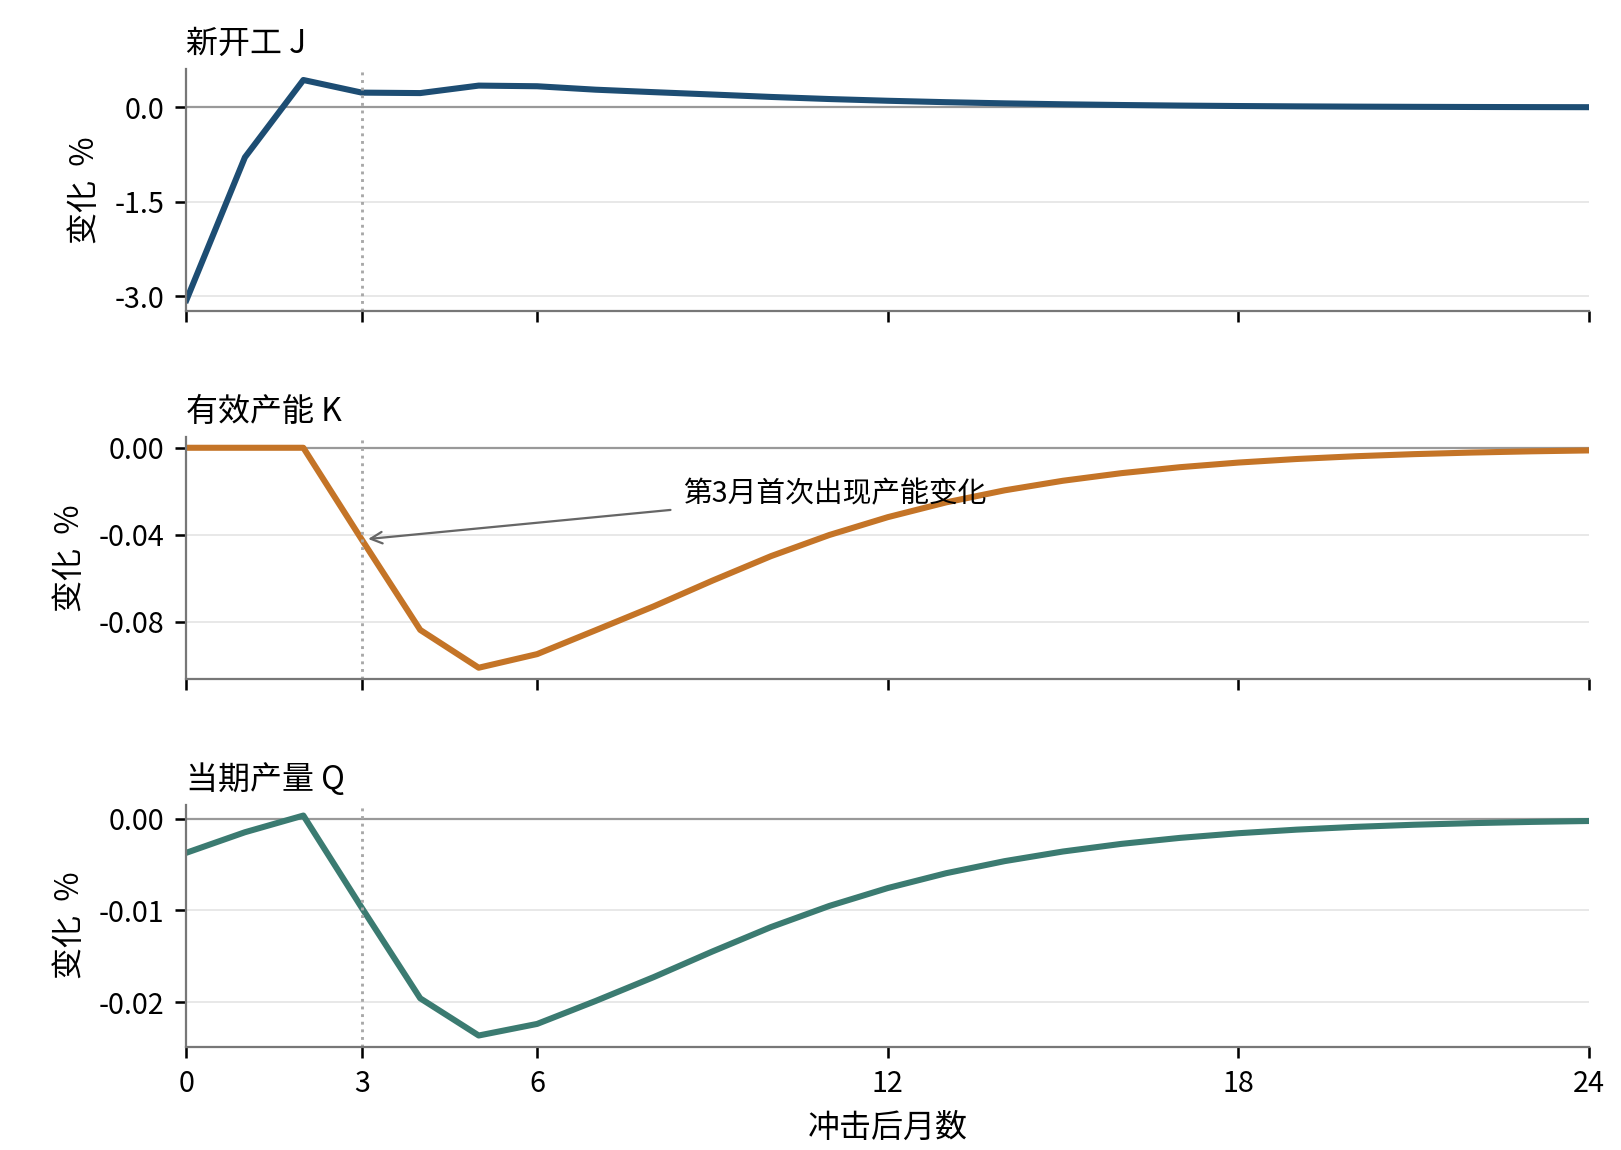 新开工 J
0.0
-1.5
-3.0
变化 %
有效产能 K
0.00
-0.04
-0.08
变化 %
第3月首次出现产能变化
当期产量 Q
0.00
-0.01
-0.02
变化 %
0 3 6 12 18 24
冲击后月数